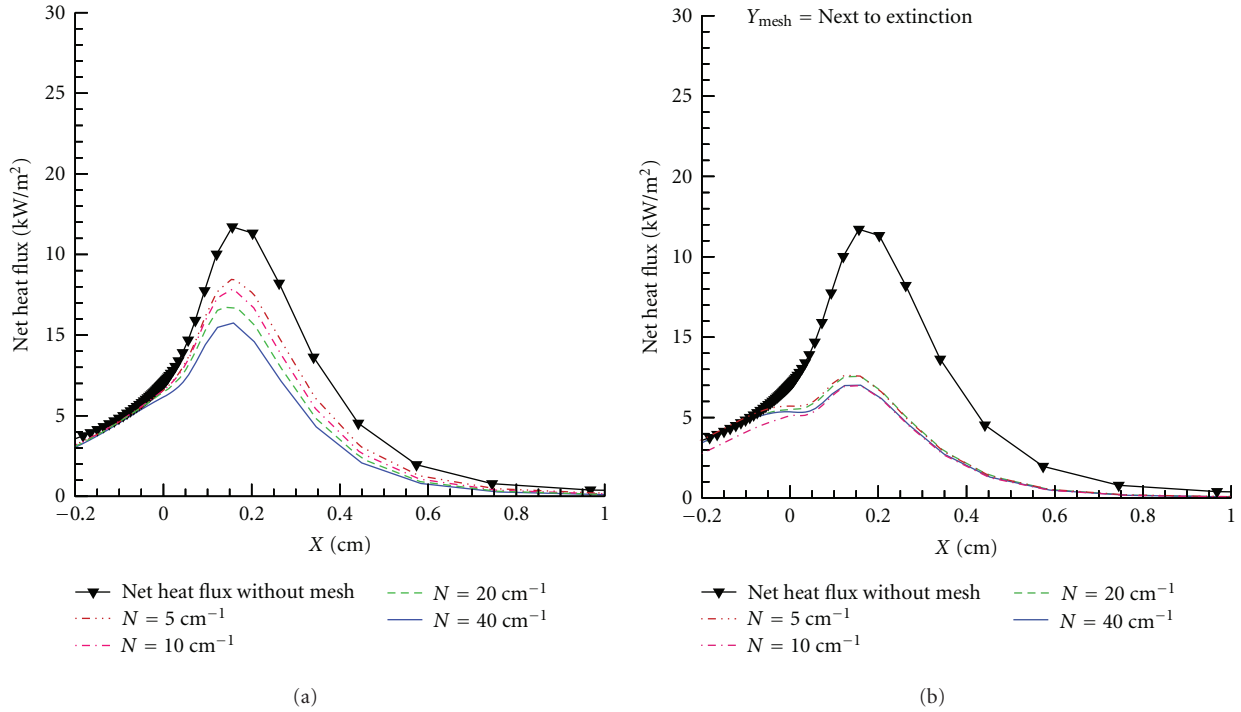 30
25
20
10
15
5
0
Net heat flux (kW/m²)
−0.2 0 0.2 0.4 0.6 0.8 1
X (cm)
Net heat flux without mesh
N = 5 cm⁻¹
N = 10 cm⁻¹
N = 20 cm⁻¹
N = 40 cm⁻¹
(a)
Y_mesh = Next to extinction
30
25
20
10
15
5
0
Net heat flux (kW/m²)
−0.2 0 0.2 0.4 0.6 0.8 1
X (cm)
Net heat flux without mesh
N = 5 cm⁻¹
N = 10 cm⁻¹
N = 20 cm⁻¹
N = 40 cm⁻¹
(b)